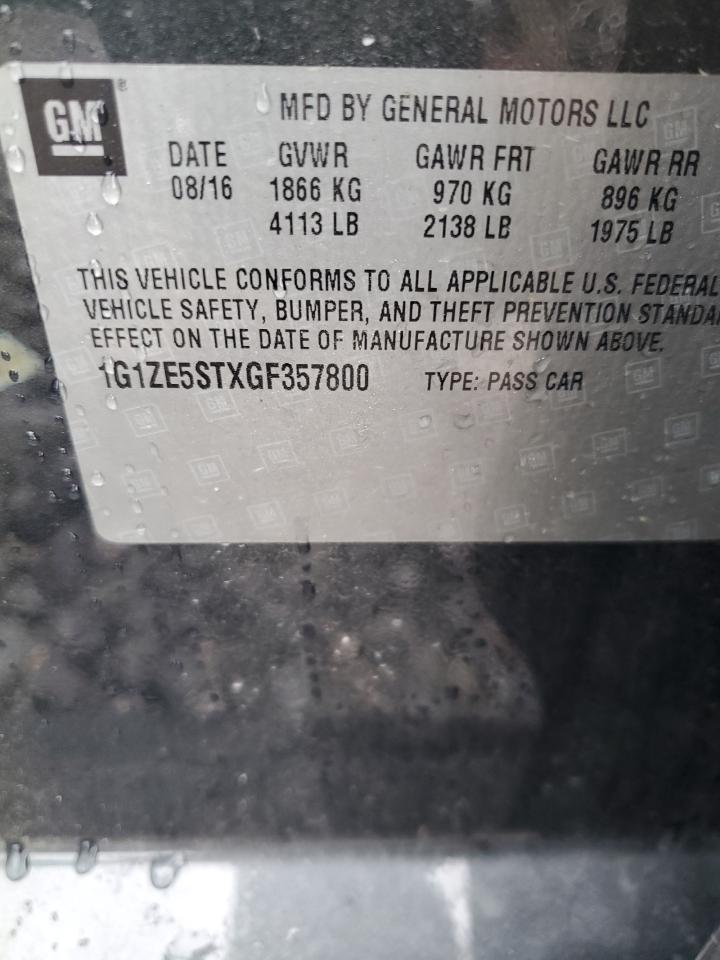 GM®
MFD BY GENERAL MOTORS LLC
DATE GVWR GAWR FRT GAWR RR
08/16 1866 KG 970 KG 896 KG
4113 LB 2138 LB 1975 LB
THIS VEHICLE CONFORMS TO ALL APPLICABLE U.S. FEDERAL
VEHICLE SAFETY, BUMPER, AND THEFT PREVENTION STANDA
EFFECT ON THE DATE OF MANUFACTURE SHOWN ABOVE.
1G1ZE5STXGF357800 TYPE: PASS CAR